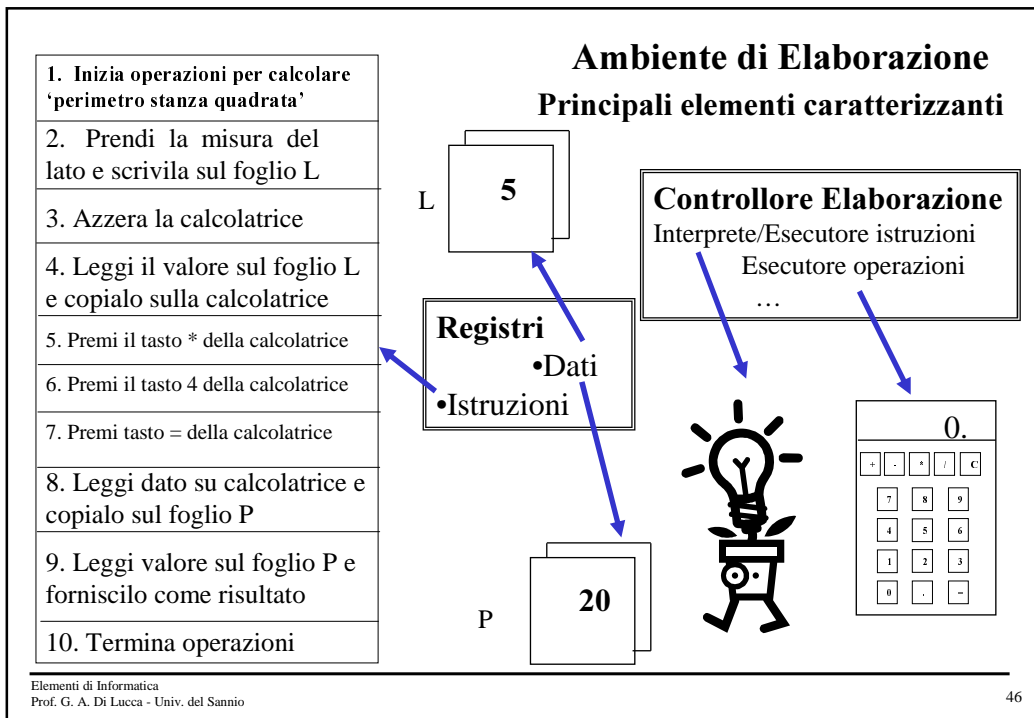 Ambiente di Elaborazione
Principali elementi caratterizzanti
1. Inizia operazioni per calcolare
‘perimetro stanza quadrata’
2. Prendi la misura del
lato e scrivila sul foglio L
3. Azzera la calcolatrice
4. Leggi il valore sul foglio L
e copialo sulla calcolatrice
5. Premi il tasto * della calcolatrice
6. Premi il tasto 4 della calcolatrice
7. Premi tasto = della calcolatrice
8. Leggi dato su calcolatrice e
copialo sul foglio P
9. Leggi valore sul foglio P e
forniscilo come risultato
10. Termina operazioni
L
5
Registri
•Dati
•Istruzioni
P
20
Controllore Elaborazione
Interprete/Esecutore istruzioni
Esecutore operazioni
…
0.
+ - * / C
7 8 9
4 5 6
1 2 3
0 . =
Elementi di Informatica
Prof. G. A. Di Lucca - Univ. del Sannio
46